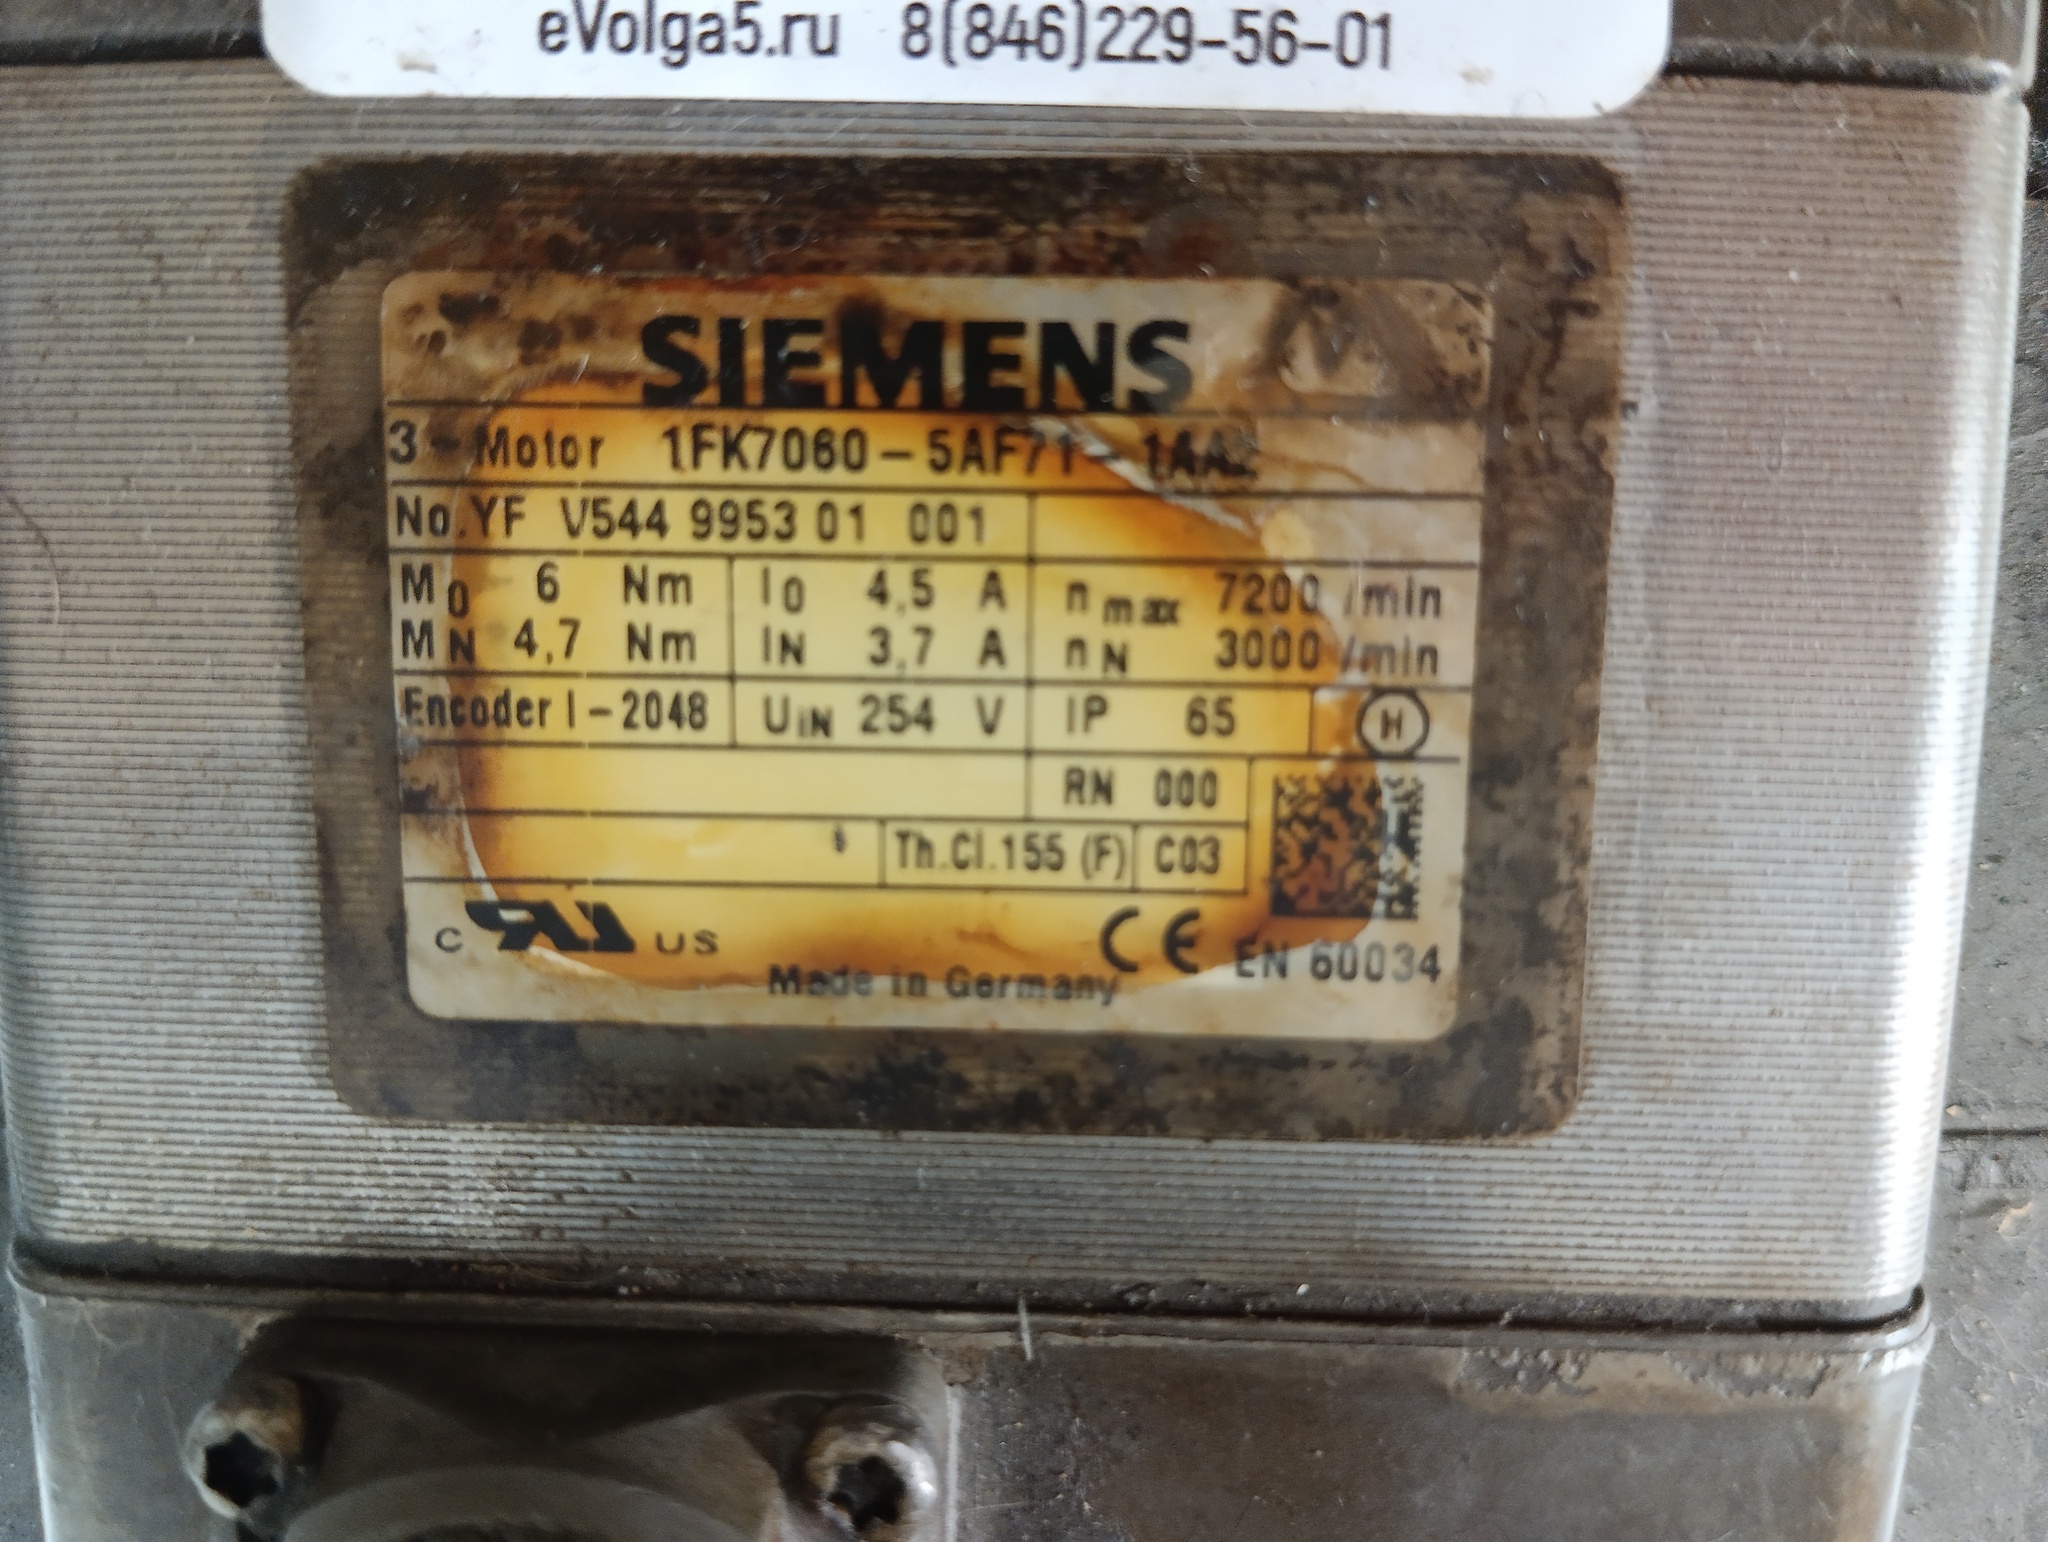 eVolga5.ru 8(846)229-56-01
SIEMENS
3~Motor 1FK7060-5AF71-1AA2
No.YF V544 9953 01 001
M0 6 Nm I0 4,5 A nmax 7200 /min
MN 4,7 Nm IN 3,7 A nN 3000 /min
Encoder I-2048 UIN 254 V IP 65 H
RN 000
Th.Cl.155 (F) C03
C US CE EN 60034
Made in Germany